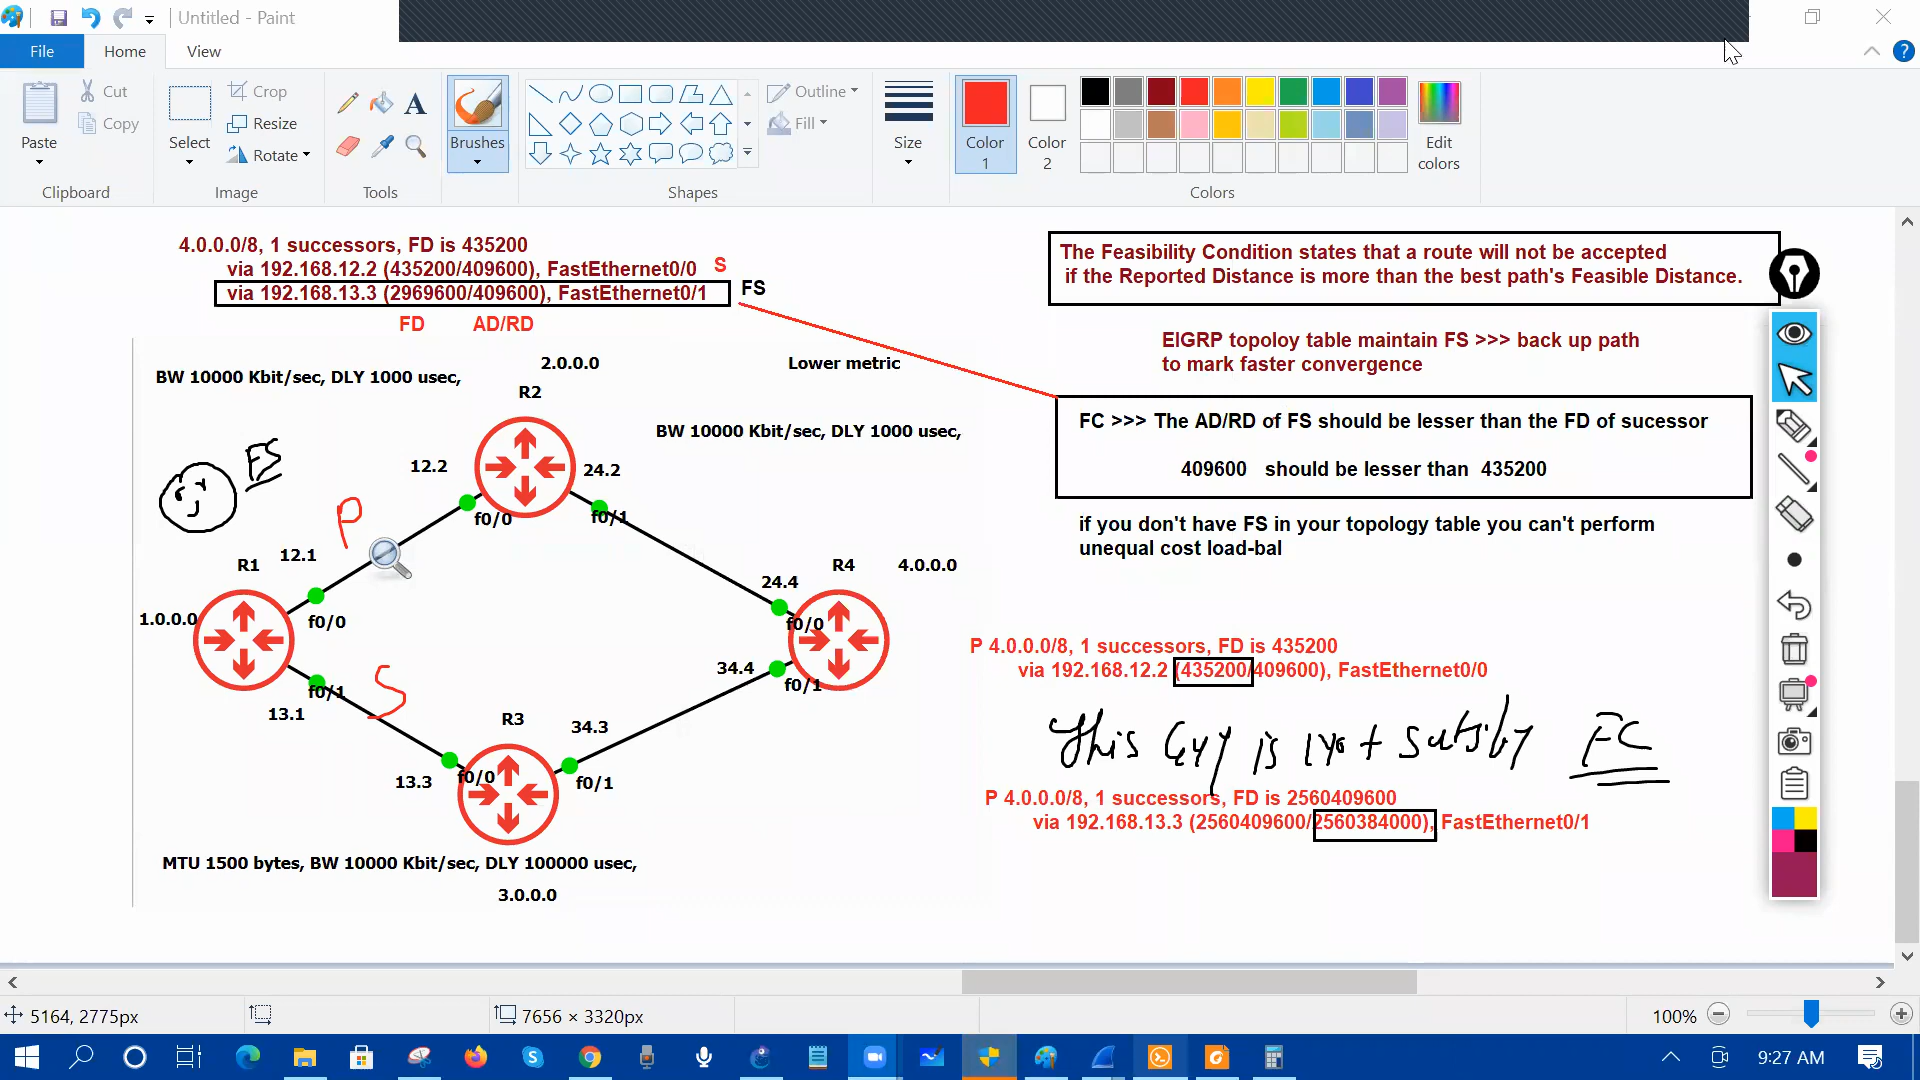 Untitled - Paint
File
Home
View
Paste
Cut
Copy
Clipboard
Select
Crop
Resize
Rotate
Image
Tools
Brushes
Shapes
Outline
Fill
Size
Color 1
Color 2
Edit colors
Colors
4.0.0.0/8, 1 successors, FD is 435200
via 192.168.12.2 (435200/409600), FastEthernet0/0 S
via 192.168.13.3 (2969600/409600), FastEthernet0/1 FS
FD AD/RD
The Feasibility Condition states that a route will not be accepted
if the Reported Distance is more than the best path's Feasible Distance.
EIGRP topoloy table maintain FS >>> back up path
to mark faster convergence
FC >>> The AD/RD of FS should be lesser than the FD of sucessor
409600 should be lesser than 435200
if you don't have FS in your topology table you can't perform
unequal cost load-bal
2.0.0.0
Lower metric
BW 10000 Kbit/sec, DLY 1000 usec,
R2
BW 10000 Kbit/sec, DLY 1000 usec,
FS
12.2
24.2
P
f0/0
f0/1
R1
12.1
R4
4.0.0.0
24.4
1.0.0.0
f0/0
f0/0
34.4
f0/1
f0/1
S
13.1
R3
34.3
13.3
f0/0
f0/1
MTU 1500 bytes, BW 10000 Kbit/sec, DLY 100000 usec,
3.0.0.0
P 4.0.0.0/8, 1 successors, FD is 435200
via 192.168.12.2 (435200/409600), FastEthernet0/0
This Guy is not satisby FC
P 4.0.0.0/8, 1 successors, FD is 2560409600
via 192.168.13.3 (2560409600/2560384000), FastEthernet0/1
5164, 2775px
7656 × 3320px
100%
9:27 AM